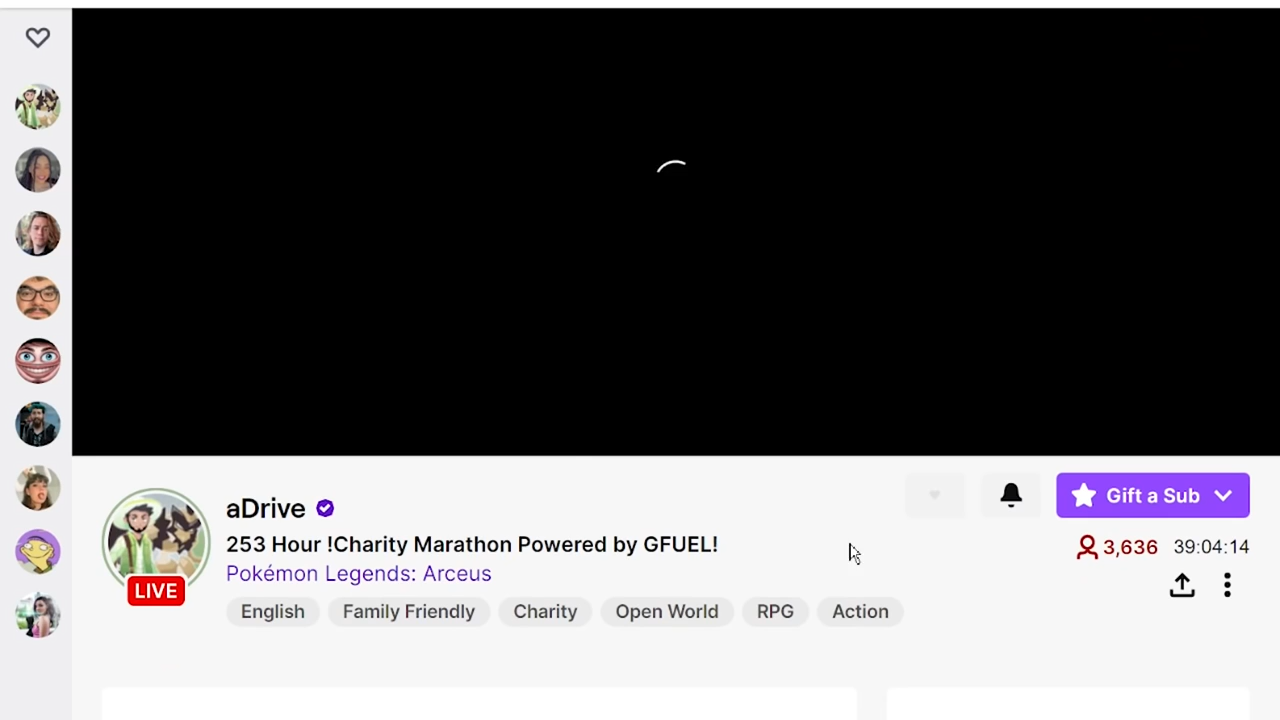 aDrive
253 Hour !Charity Marathon Powered by GFUEL!
Pokémon Legends: Arceus
LIVE
English Family Friendly Charity Open World RPG Action
Gift a Sub
3,636 39:04:14